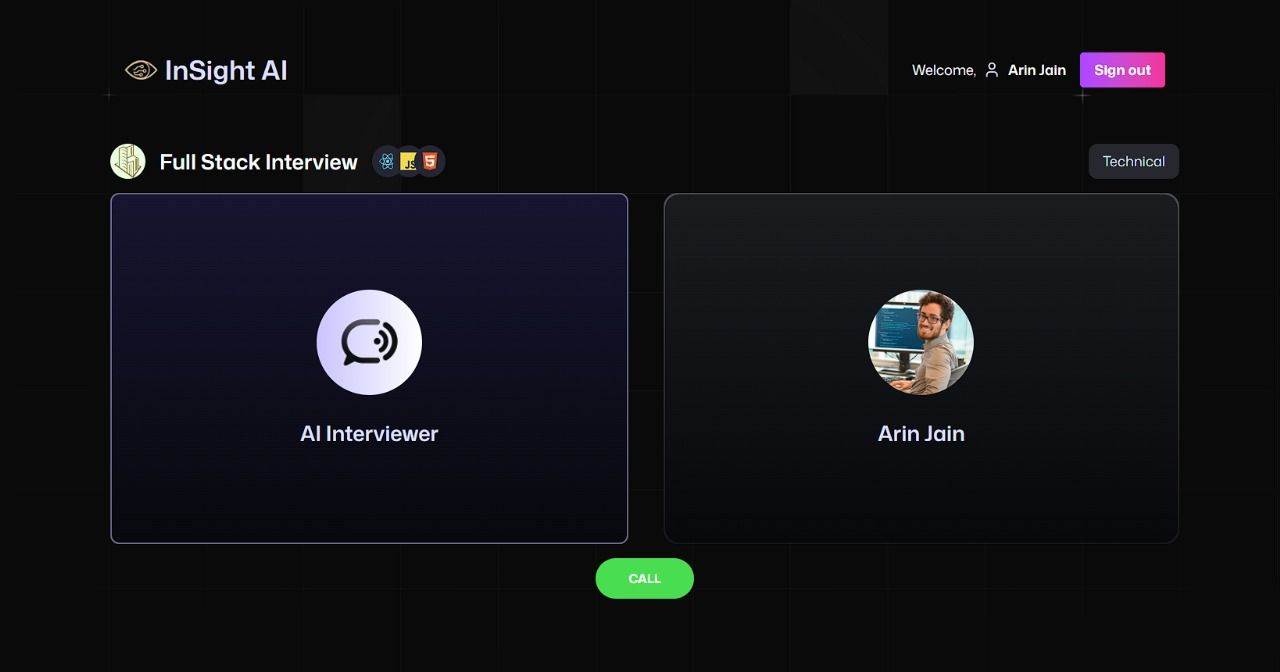 InSight AI
Welcome, Arin Jain
Sign out
Full Stack Interview
JS
5
Technical
AI Interviewer
Arin Jain
CALL